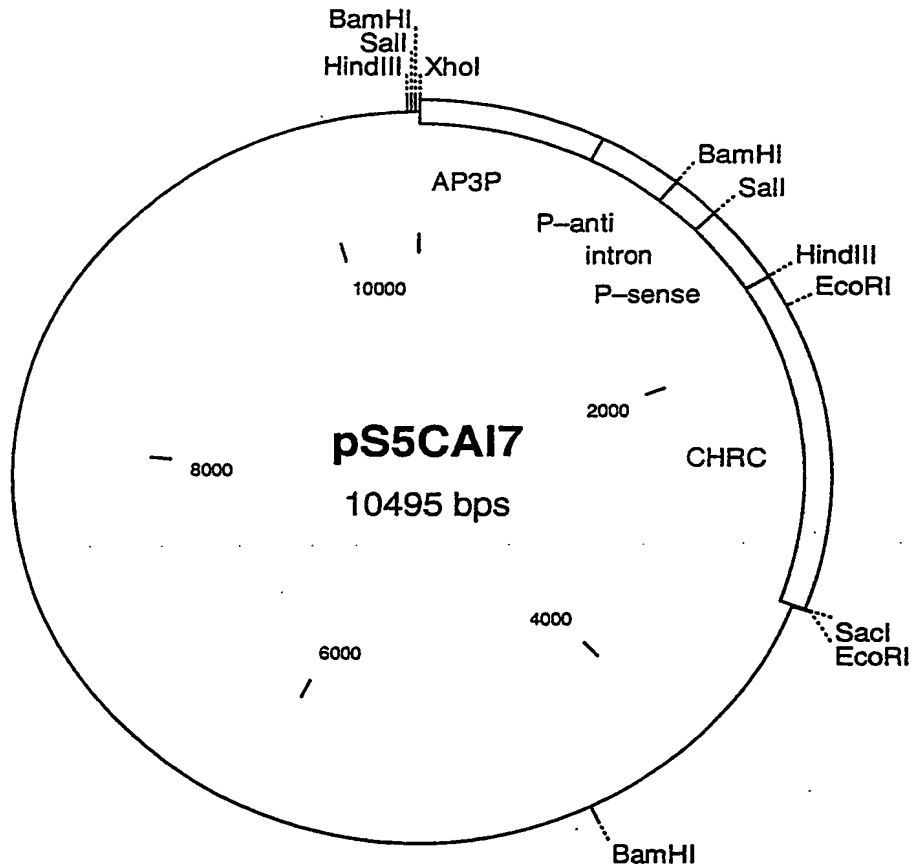 BamHI
SalI
HindIII XhoI
BamHI
SalI
AP3P
P–anti
intron
HindIII
EcoRI
P–sense
10000
2000
pS5CAI7
CHRC
8000
10495 bps
4000
SacI
6000
EcoRI
BamHI